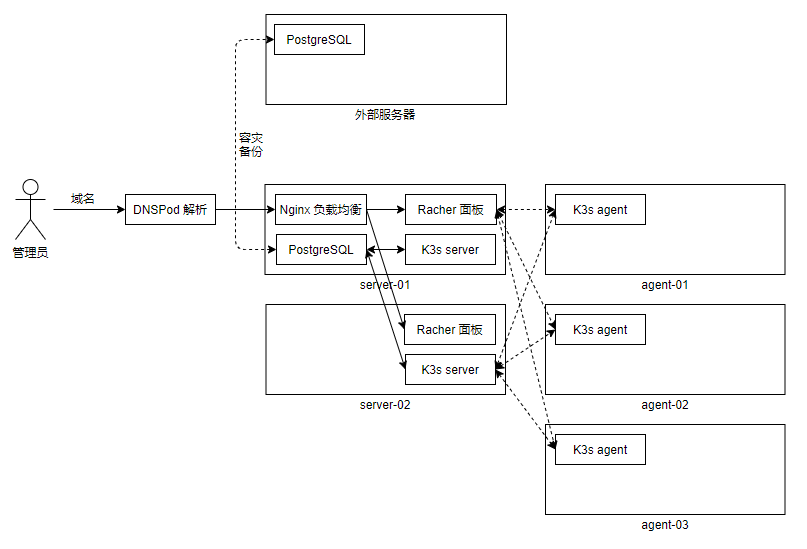 PostgreSQL
外部服务器
容灾
备份
域名
管理员
DNSPod 解析
Nginx 负载均衡
Racher 面板
PostgreSQL
K3s server
server-01
K3s agent
agent-01
Racher 面板
K3s server
server-02
K3s agent
agent-02
K3s agent
agent-03